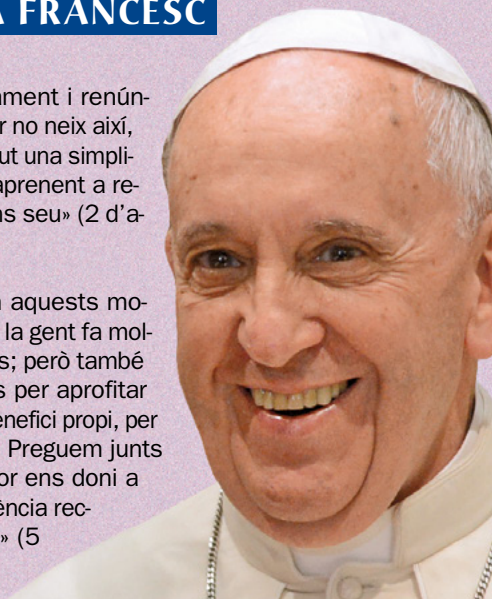 A FRANCESC
ment i renún-
r no neix així,
ut una simpli-
aprenent a re-
ns seu» (2 d’a-
aquests mo-
la gent fa mol-
s; però també
s per aprofitar
enefici propi, per
Preguem junts
or ens doni a
ència rec-
» (5